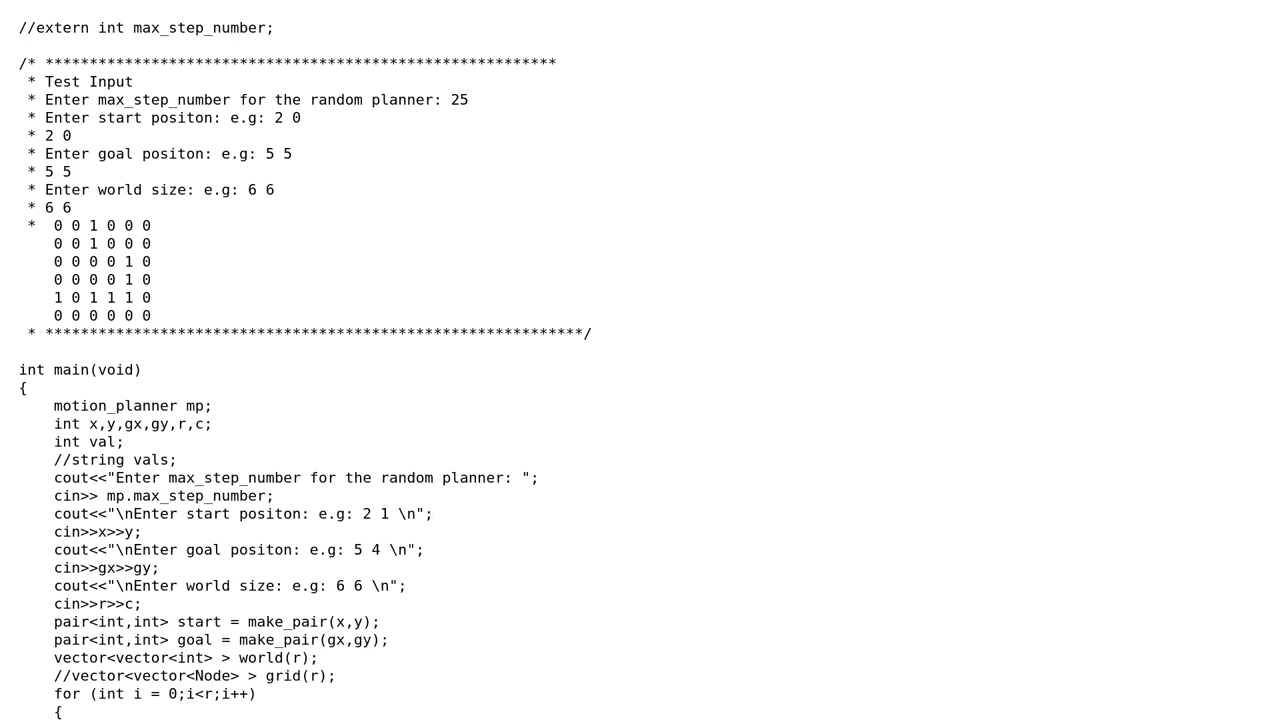 //extern int max_step_number;
/* **********************************************************
 * Test Input
 * Enter max_step_number for the random planner: 25
 * Enter start positon: e.g: 2 0
 * 2 0
 * Enter goal positon: e.g: 5 5
 * 5 5
 * Enter world size: e.g: 6 6
 * 6 6
 *  0 0 1 0 0 0
    0 0 1 0 0 0
    0 0 0 0 1 0
    0 0 0 0 1 0
    1 0 1 1 1 0
    0 0 0 0 0 0
 * *************************************************************/
int main(void)
{
    motion_planner mp;
    int x,y,gx,gy,r,c;
    int val;
    //string vals;
    cout<<"Enter max_step_number for the random planner: ";
    cin>> mp.max_step_number;
    cout<<"\nEnter start positon: e.g: 2 1 \n";
    cin>>x>>y;
    cout<<"\nEnter goal positon: e.g: 5 4 \n";
    cin>>gx>>gy;
    cout<<"\nEnter world size: e.g: 6 6 \n";
    cin>>r>>c;
    pair<int,int> start = make_pair(x,y);
    pair<int,int> goal = make_pair(gx,gy);
    vector<vector<int> > world(r);
    //vector<vector<Node> > grid(r);
    for (int i = 0;i<r;i++)
    {